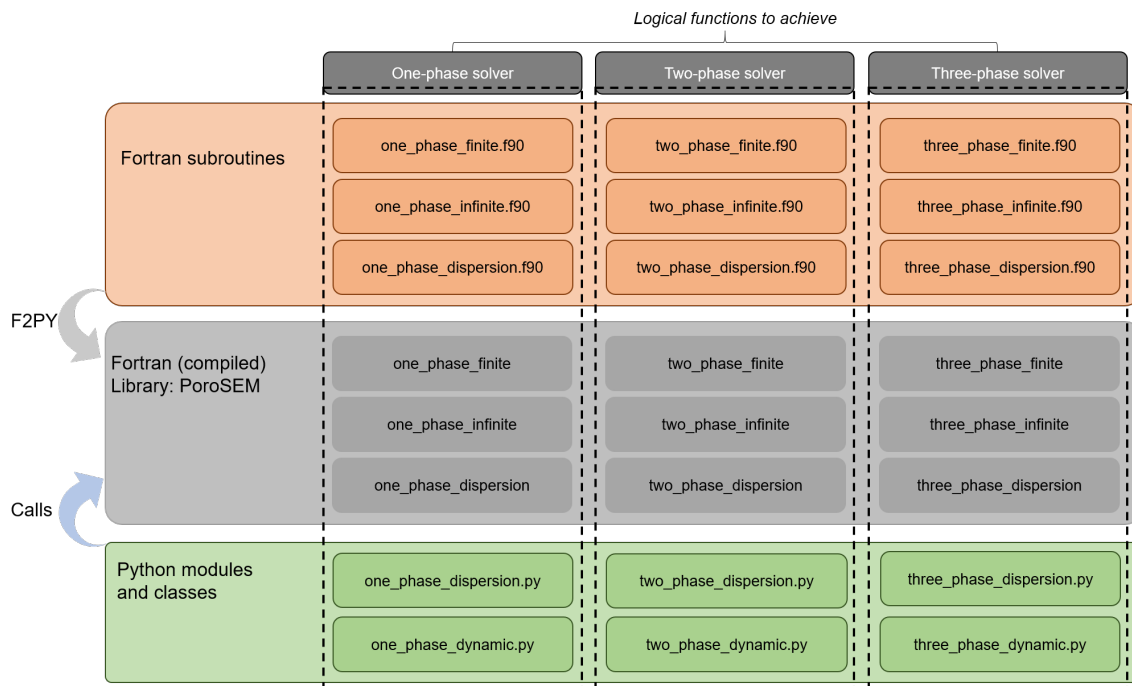 Logical functions to achieve
One-phase solver
Two-phase solver
Three-phase solver
Fortran subroutines
one_phase_finite.f90
two_phase_finite.f90
three_phase_finite.f90
one_phase_infinite.f90
two_phase_infinite.f90
three_phase_infinite.f90
one_phase_dispersion.f90
two_phase_dispersion.f90
three_phase_dispersion.f90
F2PY
Fortran (compiled)
Library: PoroSEM
one_phase_finite
two_phase_finite
three_phase_finite
one_phase_infinite
two_phase_infinite
three_phase_infinite
one_phase_dispersion
two_phase_dispersion
three_phase_dispersion
Calls
Python modules
and classes
one_phase_dispersion.py
two_phase_dispersion.py
three_phase_dispersion.py
one_phase_dynamic.py
two_phase_dynamic.py
three_phase_dynamic.py